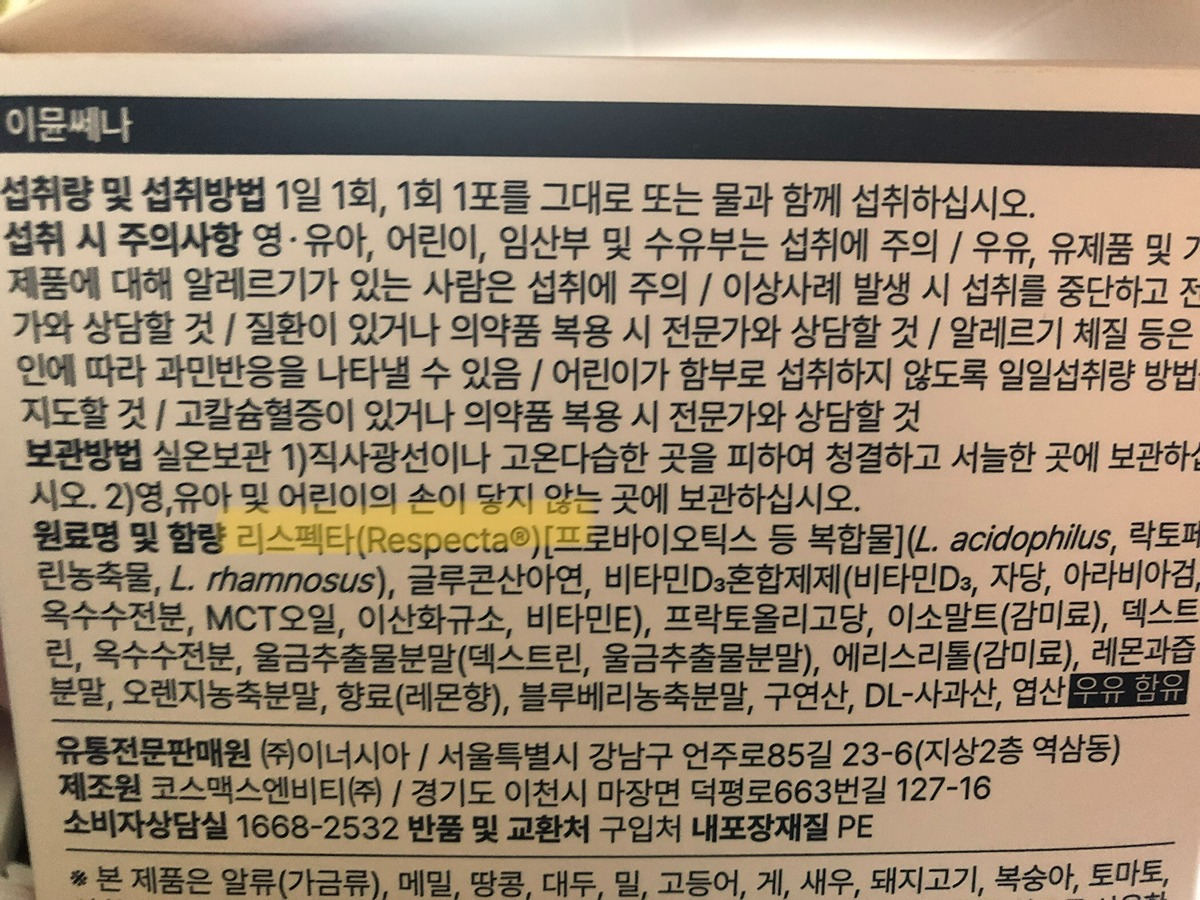 이뮨쎄나
섭취량 및 섭취방법 1일 1회, 1회 1포를 그대로 또는 물과 함께 섭취하십시오.
섭취 시 주의사항 영·유아, 어린이, 임산부 및 수유부는 섭취에 주의 / 우유, 유제품 및
제품에 대해 알레르기가 있는 사람은 섭취에 주의 / 이상사례 발생 시 섭취를 중단하고 전
가와 상담할 것 / 질환이 있거나 의약품 복용 시 전문가와 상담할 것 / 알레르기 체질 등은
인에 따라 과민반응을 나타낼 수 있음 / 어린이가 함부로 섭취하지 않도록 일일섭취량 방법
지도할 것 / 고칼슘혈증이 있거나 의약품 복용 시 전문가와 상담할 것
보관방법 실온보관 1)직사광선이나 고온다습한 곳을 피하여 청결하고 서늘한 곳에 보관하십
시오. 2)영,유아 및 어린이의 손이 닿지 않는 곳에 보관하십시오.
원료명 및 함량 리스펙타(Respecta®)[프로바이오틱스 등 복합물](L. acidophilus, 락토페
린농축물, L. rhamnosus), 글루콘산아연, 비타민D₃혼합제제(비타민D₃, 자당, 아라비아검,
옥수수전분, MCT오일, 이산화규소, 비타민E), 프락토올리고당, 이소말트(감미료), 덱스트
린, 옥수수전분, 울금추출물분말(덱스트린, 울금추출물분말), 에리스리톨(감미료), 레몬과즙
분말, 오렌지농축분말, 향료(레몬향), 블루베리농축분말, 구연산, DL-사과산, 엽산 우유 함유
유통전문판매원 ㈜이너시아 / 서울특별시 강남구 언주로85길 23-6(지상2층 역삼동)
제조원 코스맥스엔비티㈜ / 경기도 이천시 마장면 덕평로663번길 127-16
소비자상담실 1668-2532 반품 및 교환처 구입처 내포장재질 PE
※ 본 제품은 알류(가금류), 메밀, 땅콩, 대두, 밀, 고등어, 게, 새우, 돼지고기, 복숭아, 토마토,